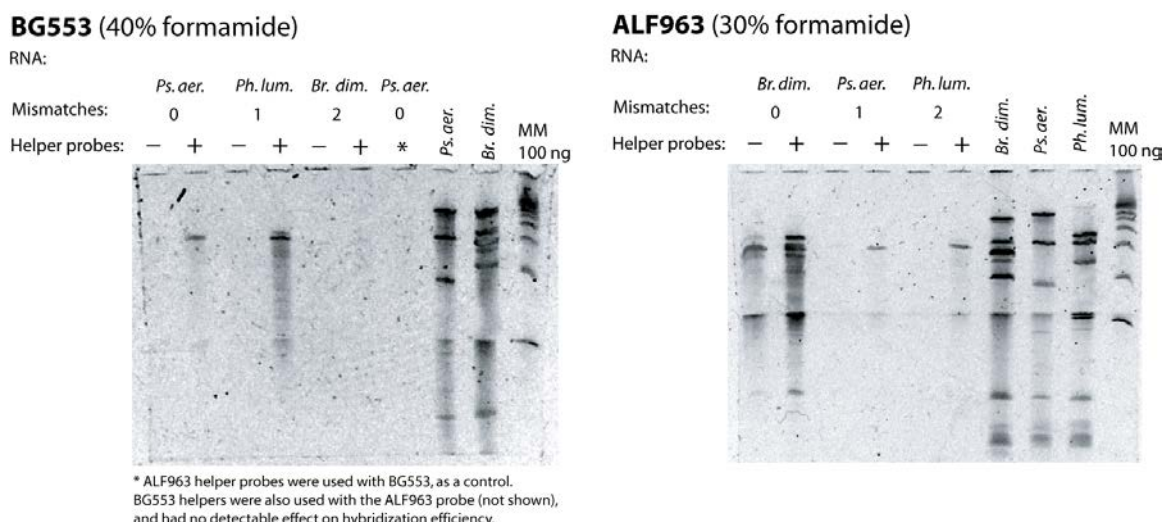 BG553 (40% formamide)
RNA:
Ps. aer. Ph. lum. Br. dim. Ps. aer.
Mismatches: 0 1 2 0
Helper probes: − + − + − + *
Ps. aer.
Br. dim.
MM
100 ng
* ALF963 helper probes were used with BG553, as a control.
BG553 helpers were also used with the ALF963 probe (not shown),
and had no detectable effect on hybridization efficiency.
ALF963 (30% formamide)
RNA:
Br. dim. Ps. aer. Ph. lum.
Mismatches: 0 1 2
Helper probes: − + − + − +
Br. dim.
Ps. aer.
Ph. lum.
MM
100 ng